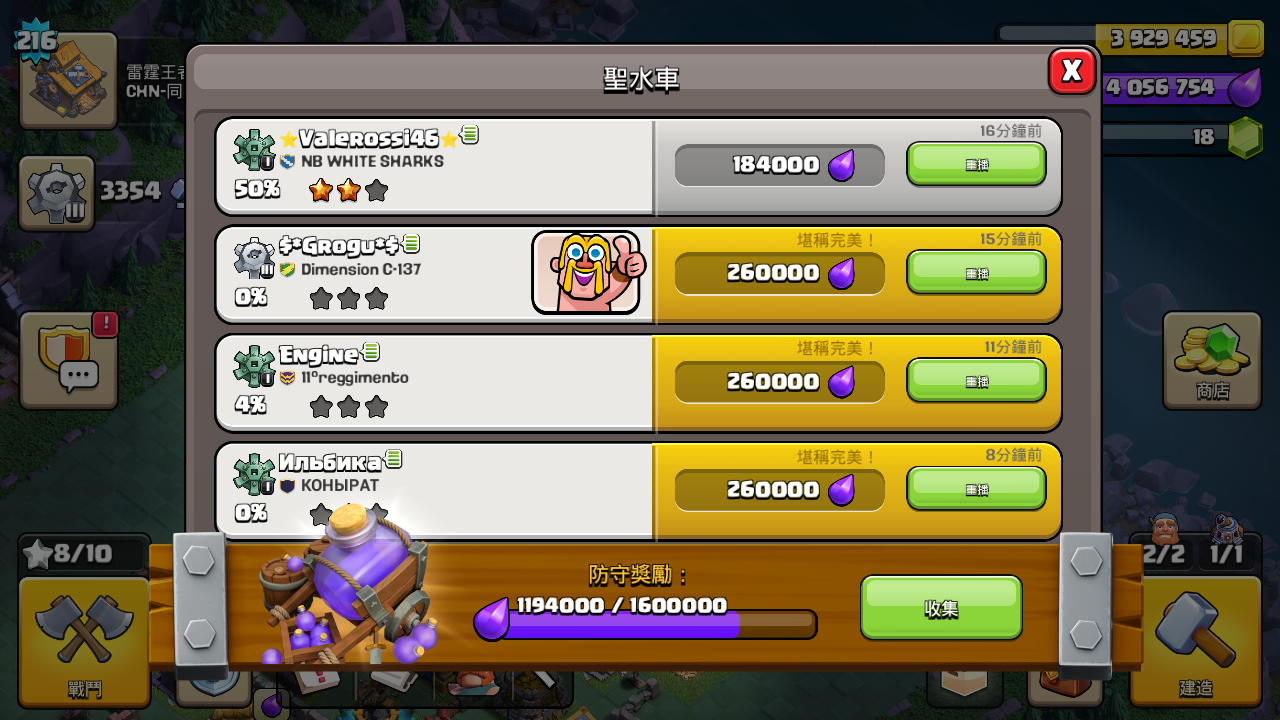 216
雷霆王者
CHN-同
3354
聖水車
X
3 929 459
4 056 754
18
Valerossi46
NB WHITE SHARKS
50%
184000
16分鐘前
重播
$*Grogu*$
Dimension C-137
0%
堪稱完美！
260000
15分鐘前
重播
Engine
11°reggimento
4%
堪稱完美！
260000
11分鐘前
重播
Ильбика
КОНЫРАТ
0%
堪稱完美！
260000
8分鐘前
重播
!
商店
8/10
戰鬥
防守獎勵：
1194000 / 1600000
收集
2/2
1/1
建造